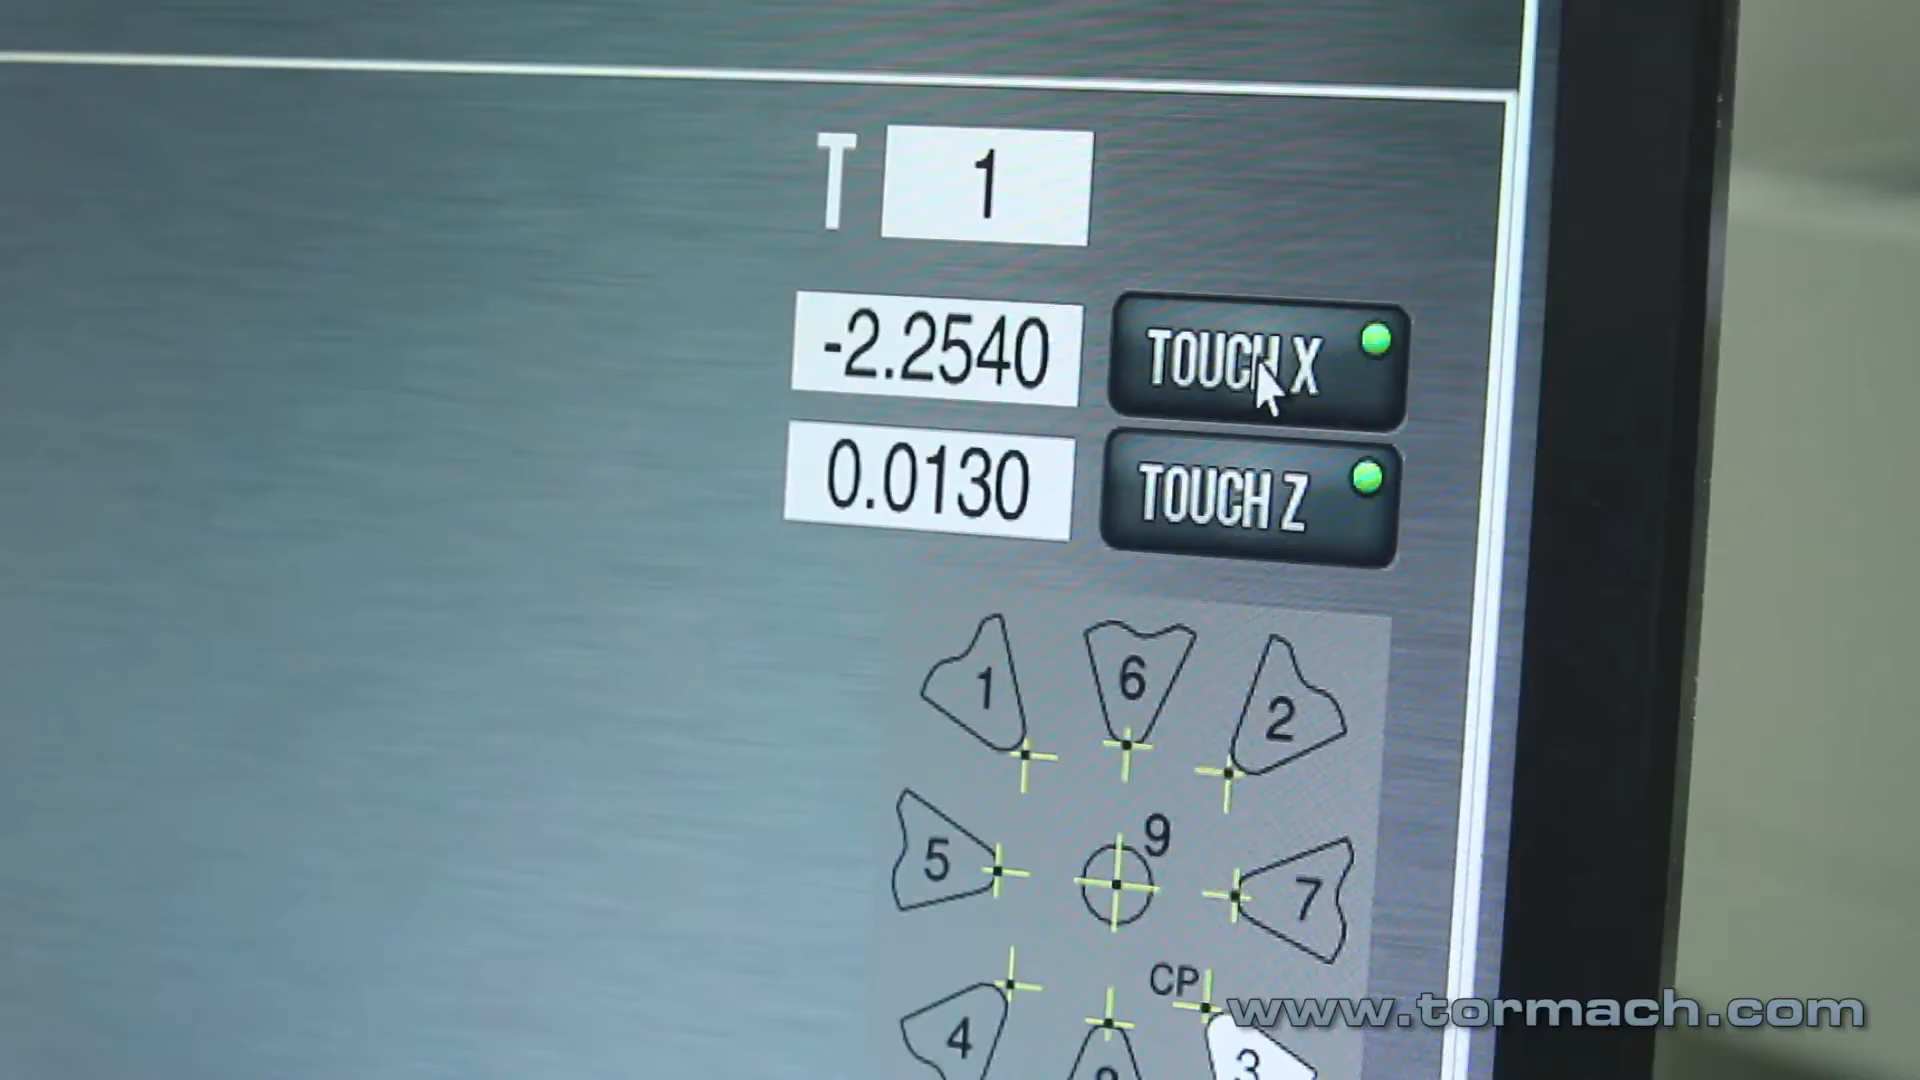 T 1
-2.2540 TOUCH X
0.0130 TOUCH Z
1 6 2
5 9 7
CP
4 3
www.tormach.com